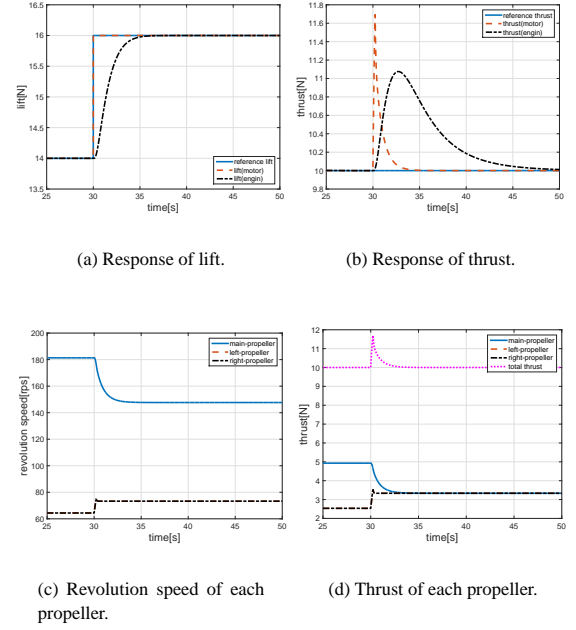 16.5
16
15.5
15
14.5
14
13.5
lift[N]
reference lift
lift(motor)
lift(engin)
25 30 35 40 45 50
time[s]
(a) Response of lift.
11.8
11.6
11.4
11.2
11
10.8
10.6
10.4
10.2
10
9.8
thrust[N]
reference thrust
thrust(motor)
thrust(engin)
25 30 35 40 45 50
time[s]
(b) Response of thrust.
200
180
160
140
120
100
80
60
revolution speed[rps]
main-propeller
left-propeller
right-propeller
25 30 35 40 45 50
time[s]
(c) Revolution speed of each
propeller.
12
11
10
9
8
7
6
5
4
3
2
thrust[N]
main-propeller
left-propeller
right-propeller
total thrust
25 30 35 40 45 50
time[s]
(d) Thrust of each propeller.